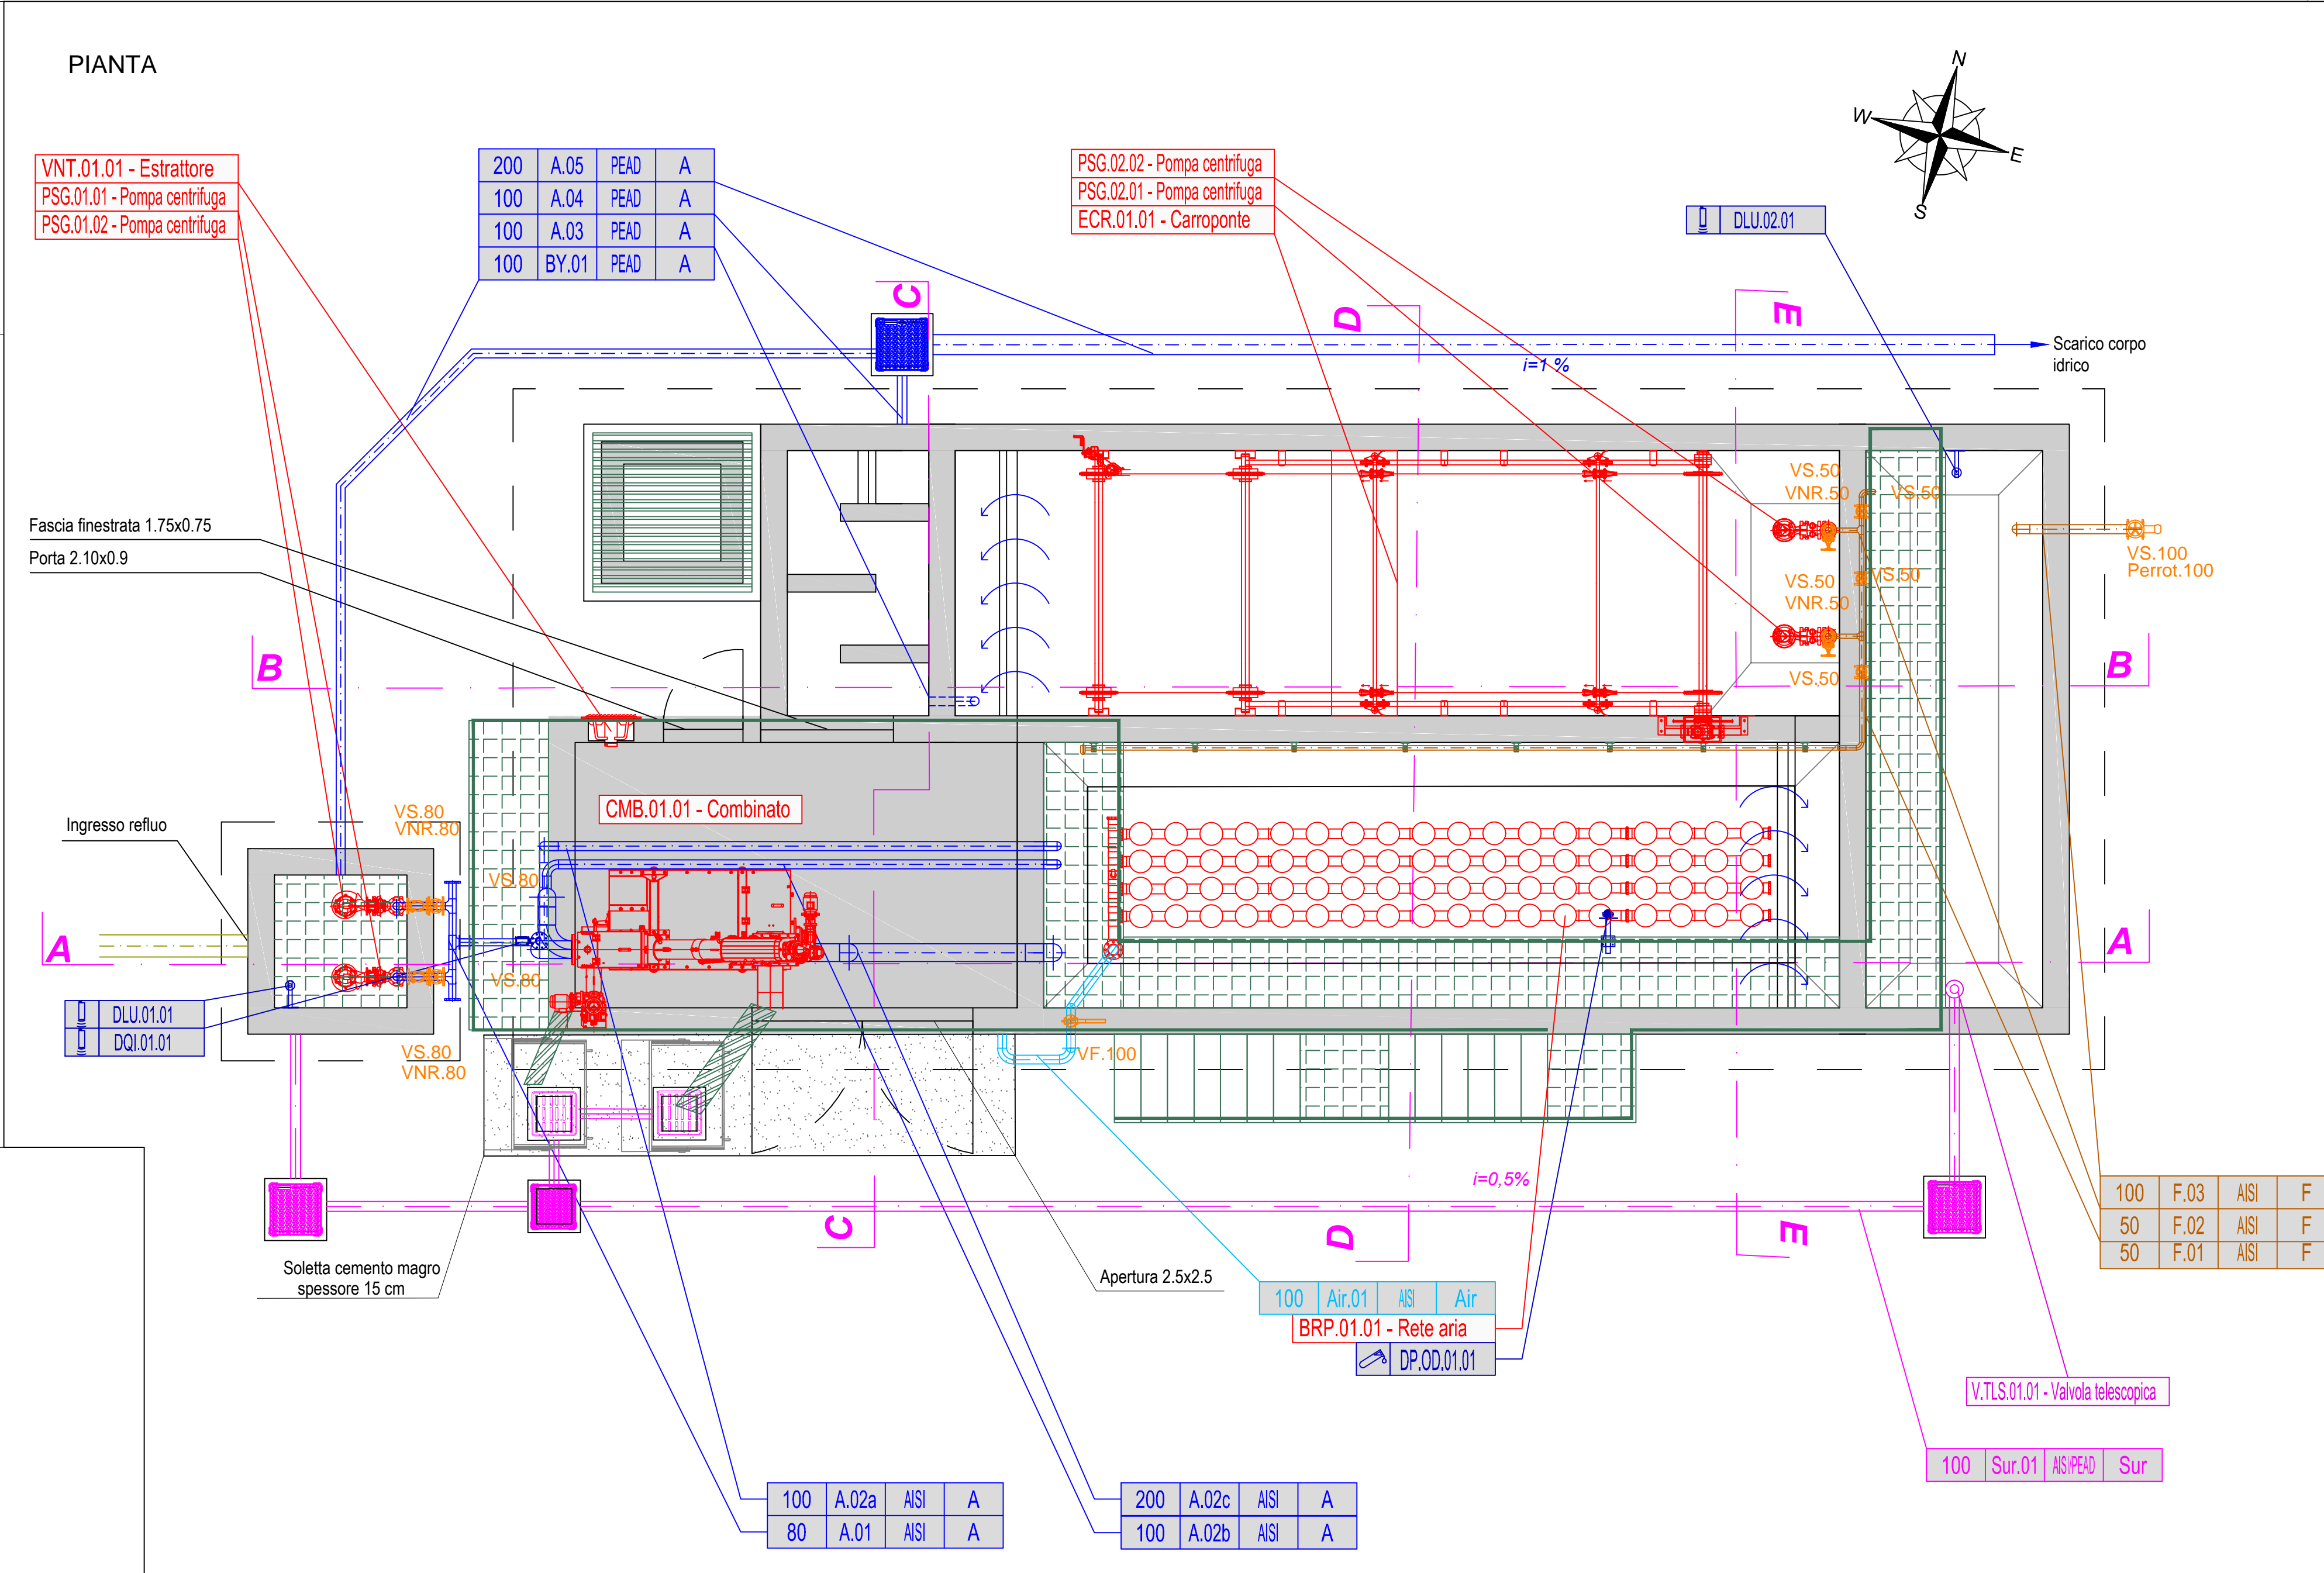 PIANTA
N
W
E
S
VNT.01.01 - Estrattore
PSG.01.01 - Pompa centrifuga
PSG.01.02 - Pompa centrifuga
200 A.05 PEAD A
100 A.04 PEAD A
100 A.03 PEAD A
100 BY.01 PEAD A
PSG.02.02 - Pompa centrifuga
PSG.02.01 - Pompa centrifuga
ECR.01.01 - Carroponte
DLU.02.01
C
D
E
Scarico corpo
idrico
i=1 %
VS.50
VNR.50
VS.50
Fascia finestrata 1.75x0.75
Porta 2.10x0.9
VS.100
Perrot.100
VS.50
VS.50
VNR.50
B
B
VS.50
CMB.01.01 - Combinato
VS.80
VNR.80
Ingresso refluo
VS.80
A
A
VS.80
DLU.01.01
DQI.01.01
VS.80
VNR.80
VF.100
i=0,5%
C
D
E
100 F.03 AISI F
50 F.02 AISI F
50 F.01 AISI F
Soletta cemento magro
spessore 15 cm
Apertura 2.5x2.5
100 Air.01 AISI Air
BRP.01.01 - Rete aria
DP.OD.01.01
V.TLS.01.01 - Valvola telescopica
100 Sur.01 AISI/PEAD Sur
100 A.02a AISI A
80 A.01 AISI A
200 A.02c AISI A
100 A.02b AISI A